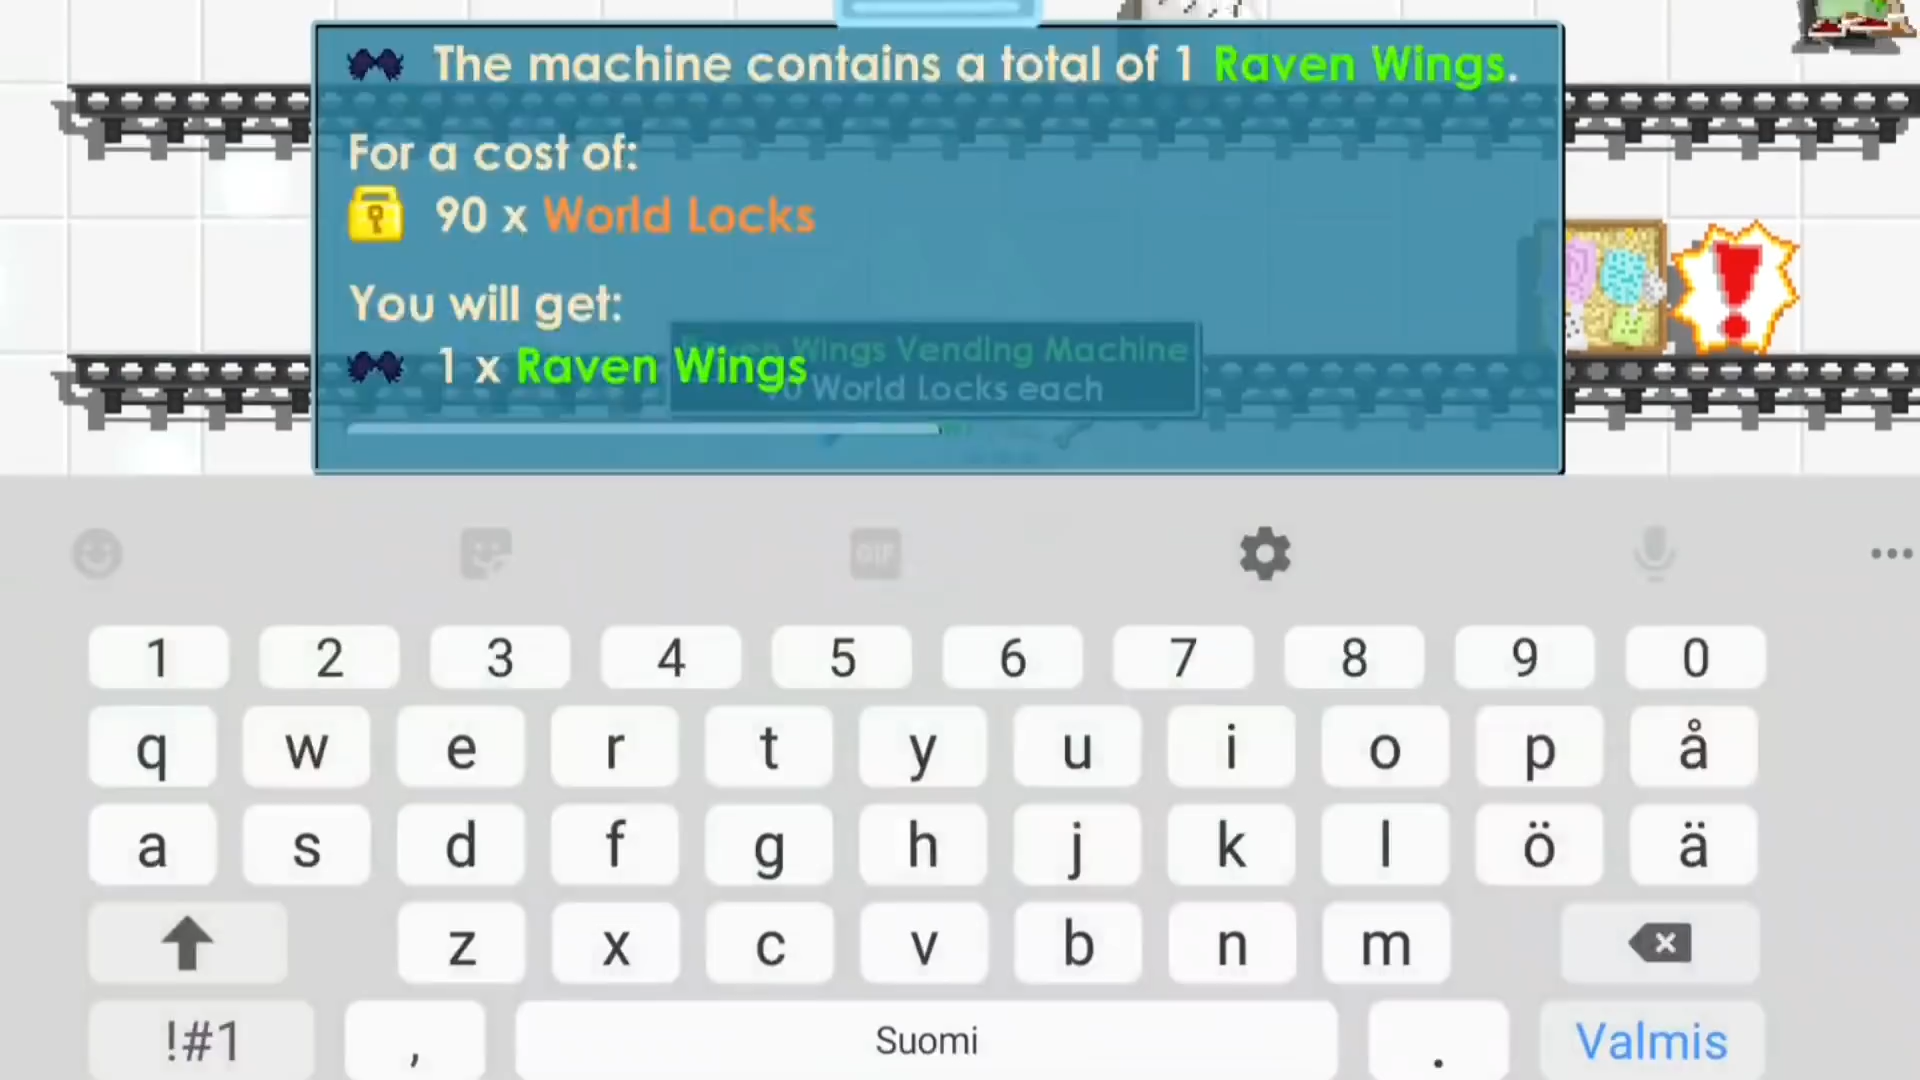 The machine contains a total of 1 Raven Wings.
For a cost of:
90 x World Locks
You will get:
1 x Raven Wings
Wings Vending Machine
World Locks each
GIF
1 2 3 4 5 6 7 8 9 0
q w e r t y u i o p å
a s d f g h j k l ö ä
z x c v b n m
!#1 , Suomi . Valmis